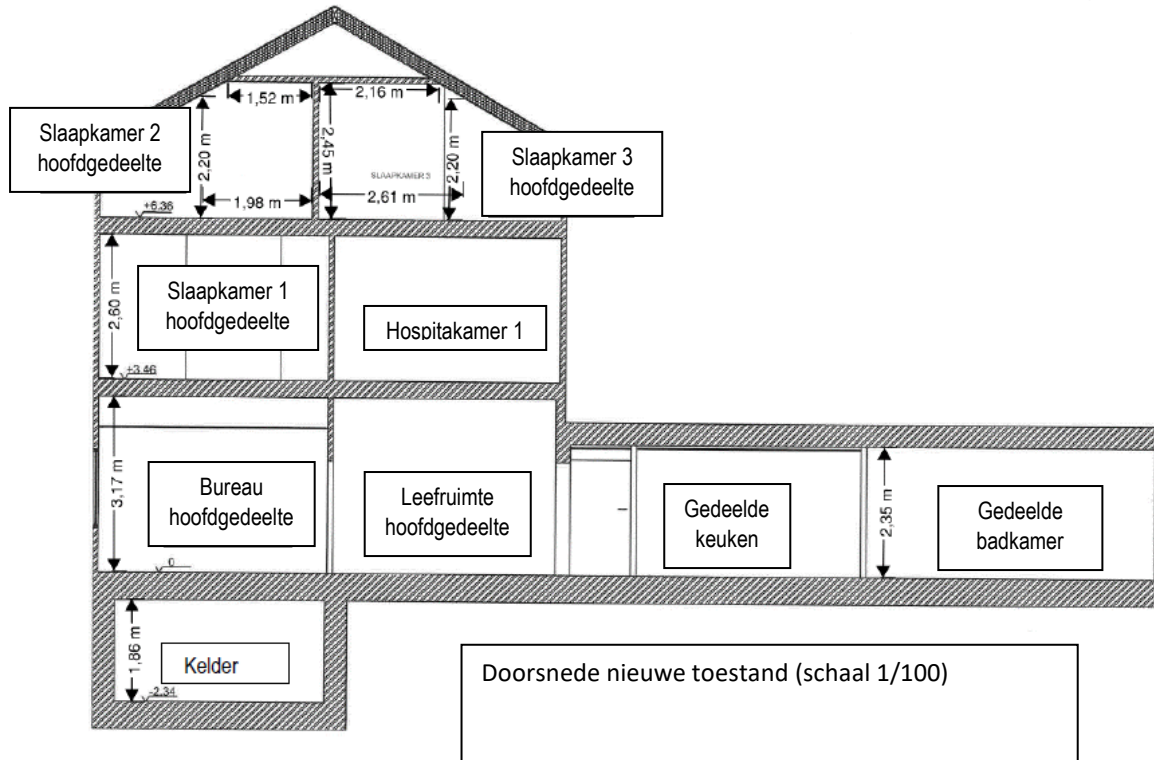 1,52 m
2,16 m
Slaapkamer 2
hoofdgedeelte
2,20 m
2,45 m
SLAAPKAMER 3
2,20 m
Slaapkamer 3
hoofdgedeelte
1,98 m
2,61 m
+6.36
2,60 m
Slaapkamer 1
hoofdgedeelte
Hospitakamer 1
+3.46
3,17 m
Bureau
hoofdgedeelte
Leefruimte
hoofdgedeelte
Gedeelde
keuken
2,35 m
Gedeelde
badkamer
0
1,86 m
Kelder
-2.34
Doorsnede nieuwe toestand (schaal 1/100)